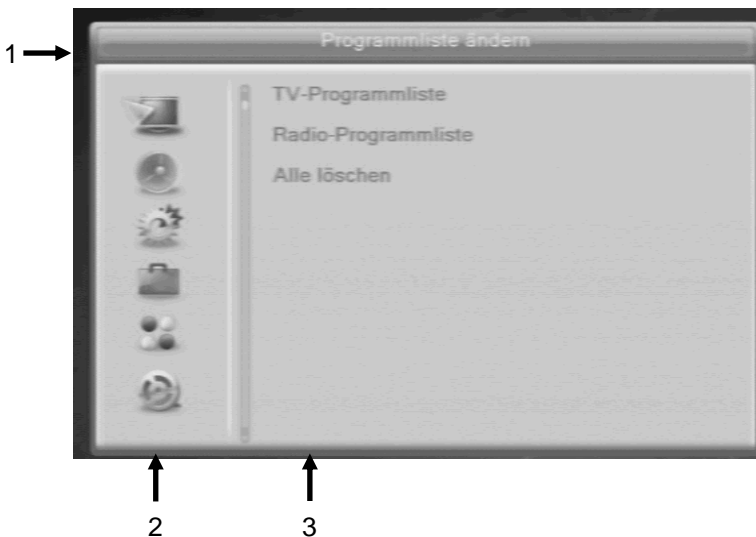 Programmliste ändern
1
TV-Programmliste
Radio-Programmliste
Alle löschen
2 3